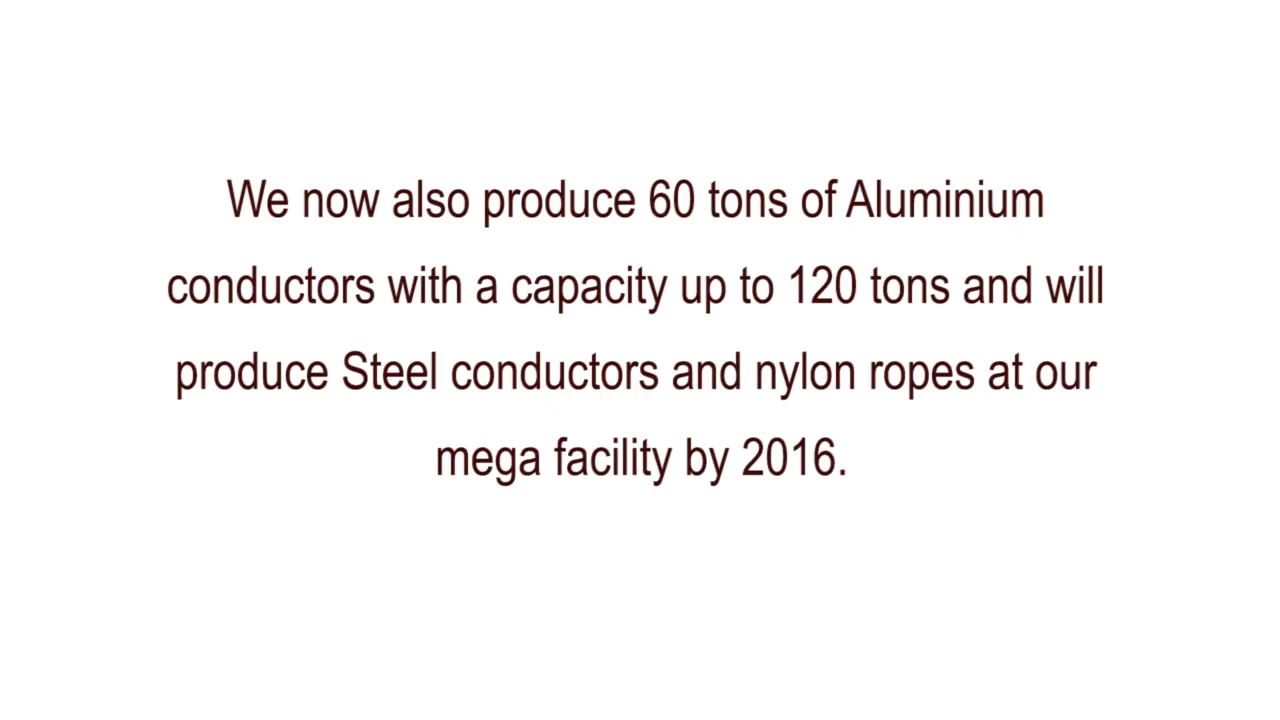 We now also produce 60 tons of Aluminium
conductors with a capacity up to 120 tons and will
produce Steel conductors and nylon ropes at our
mega facility by 2016.